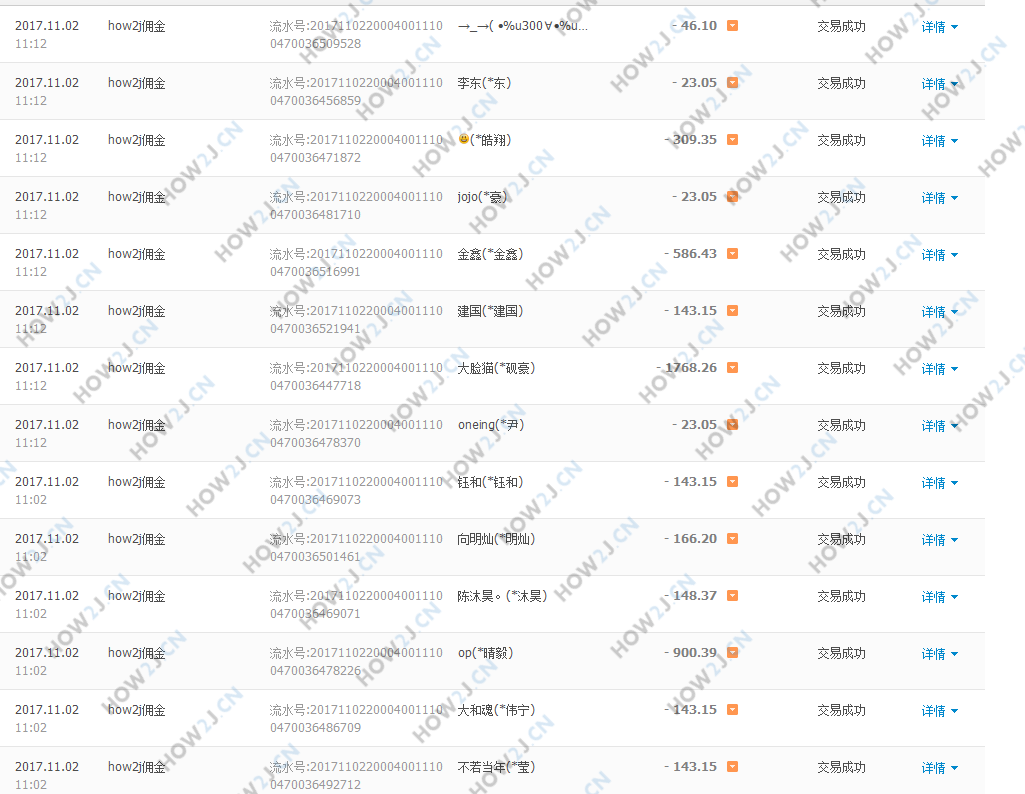 2017.11.02 how2j佣金 流水号:2017110220004001110 →_→( •%u300∀•%u... - 46.10 交易成功 详情
11:12 0470036509528
2017.11.02 how2j佣金 流水号:2017110220004001110 李东(*东) - 23.05 交易成功 详情
11:12 0470036456859
2017.11.02 how2j佣金 流水号:2017110220004001110 (*皓翔) - 309.35 交易成功 详情
11:12 0470036471872
2017.11.02 how2j佣金 流水号:2017110220004001110 jojo(*豪) - 23.05 交易成功 详情
11:12 0470036481710
2017.11.02 how2j佣金 流水号:2017110220004001110 金鑫(*金鑫) - 586.43 交易成功 详情
11:12 0470036516991
2017.11.02 how2j佣金 流水号:2017110220004001110 建国(*建国) - 143.15 交易成功 详情
11:12 0470036521941
2017.11.02 how2j佣金 流水号:2017110220004001110 大脸猫(*砚豪) - 1768.26 交易成功 详情
11:12 0470036447718
2017.11.02 how2j佣金 流水号:2017110220004001110 oneing(*尹) - 23.05 交易成功 详情
11:12 0470036478370
2017.11.02 how2j佣金 流水号:2017110220004001110 钰和(*钰和) - 143.15 交易成功 详情
11:02 0470036469073
2017.11.02 how2j佣金 流水号:2017110220004001110 向明灿(*明灿) - 166.20 交易成功 详情
11:02 0470036501461
2017.11.02 how2j佣金 流水号:2017110220004001110 陈沐昊。(*沐昊) - 148.37 交易成功 详情
11:02 0470036469071
2017.11.02 how2j佣金 流水号:2017110220004001110 op(*晴毅) - 900.39 交易成功 详情
11:02 0470036478226
2017.11.02 how2j佣金 流水号:2017110220004001110 大和魂(*伟宁) - 143.15 交易成功 详情
11:02 0470036486709
2017.11.02 how2j佣金 流水号:2017110220004001110 不若当年(*莹) - 143.15 交易成功 详情
11:02 0470036492712
HOW2J.CN